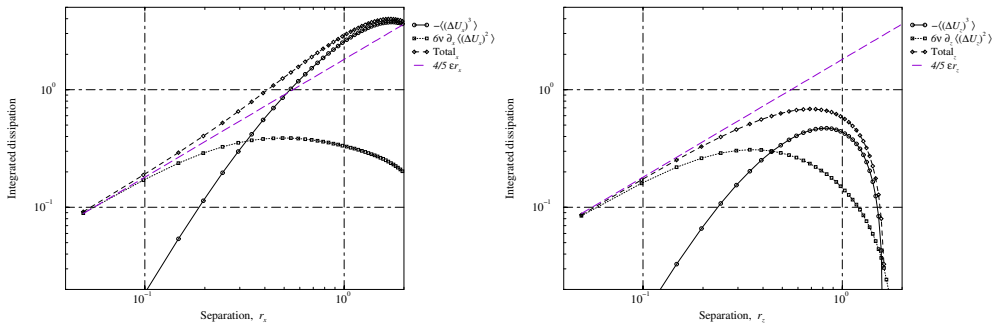 Integrated dissipation
10⁰
10⁻¹
10⁻¹
10⁰
Separation, r_x
−⟨(ΔU_x)³⟩
6ν ∂_x⟨(ΔU_x)²⟩
Total_x
4/5 εr_x
Integrated dissipation
10⁰
10⁻¹
10⁻¹
10⁰
Separation, r_z
−⟨(ΔU_z)³⟩
6ν ∂_z⟨(ΔU_z)²⟩
Total_z
4/5 εr_z